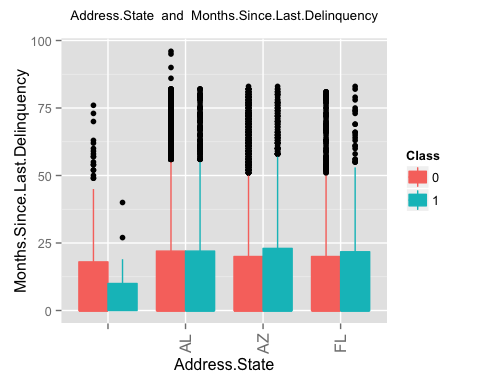 Address.State and Months.Since.Last.Delinquency
100
75
50
25
0
Months.Since.Last.Delinquency
AL
AZ
FL
Address.State
Class
0
1